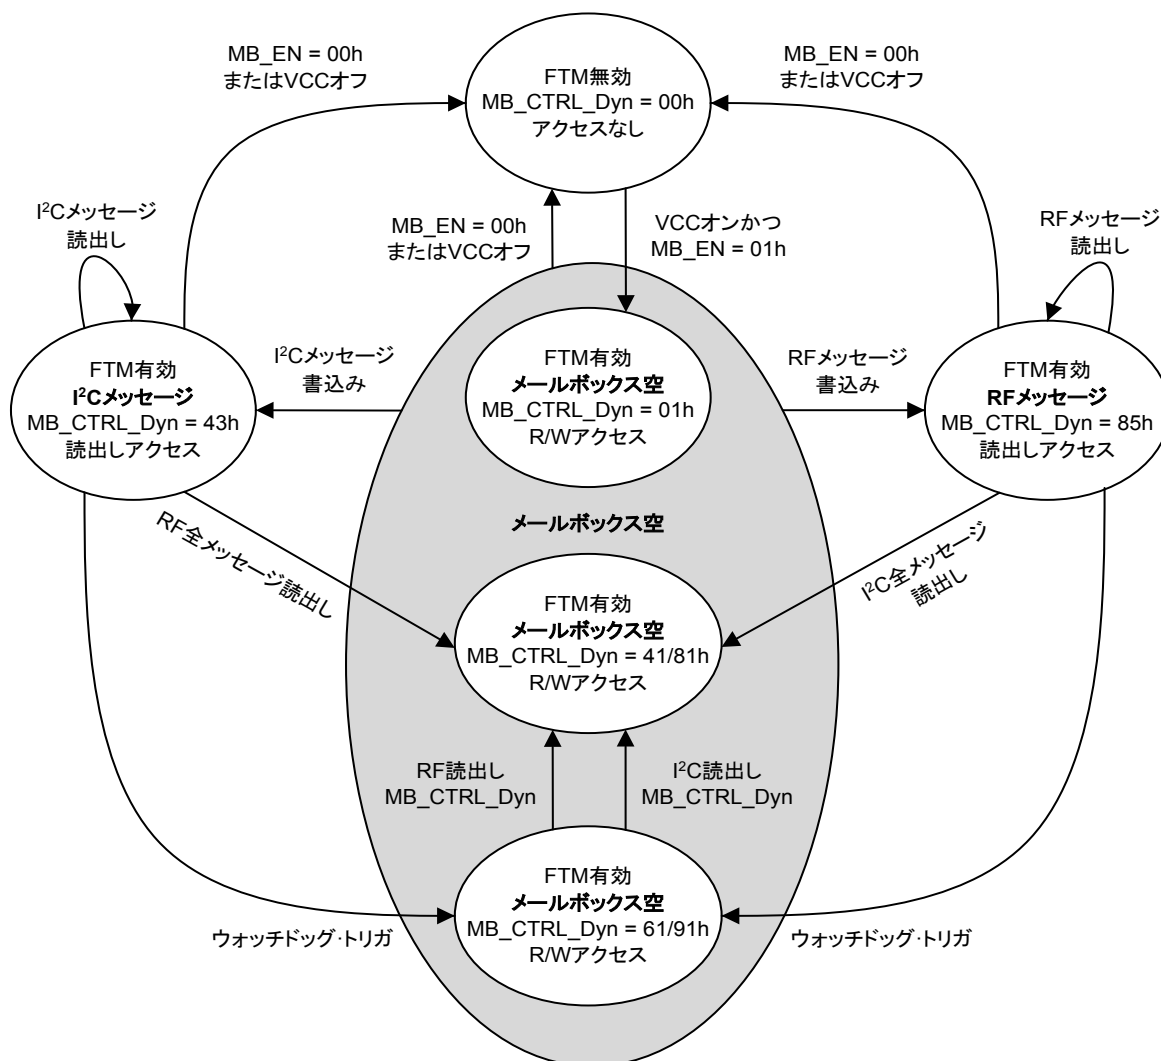 MB_EN = 00h
またはVCCオフ
FTM無効
MB_CTRL_Dyn = 00h
アクセスなし
MB_EN = 00h
またはVCCオフ
I²Cメッセージ
読出し
MB_EN = 00h
またはVCCオフ
VCCオンかつ
MB_EN = 01h
RFメッセージ
読出し
FTM有効
I²Cメッセージ
MB_CTRL_Dyn = 43h
読出しアクセス
I²Cメッセージ
書込み
FTM有効
メールボックス空
MB_CTRL_Dyn = 01h
R/Wアクセス
RFメッセージ
書込み
FTM有効
RFメッセージ
MB_CTRL_Dyn = 85h
読出しアクセス
メールボックス空
RF全メッセージ読出し
I²C全メッセージ
読出し
FTM有効
メールボックス空
MB_CTRL_Dyn = 41/81h
R/Wアクセス
RF読出し
MB_CTRL_Dyn
I²C読出し
MB_CTRL_Dyn
FTM有効
メールボックス空
MB_CTRL_Dyn = 61/91h
R/Wアクセス
ウォッチドッグ·トリガ
ウォッチドッグ·トリガ